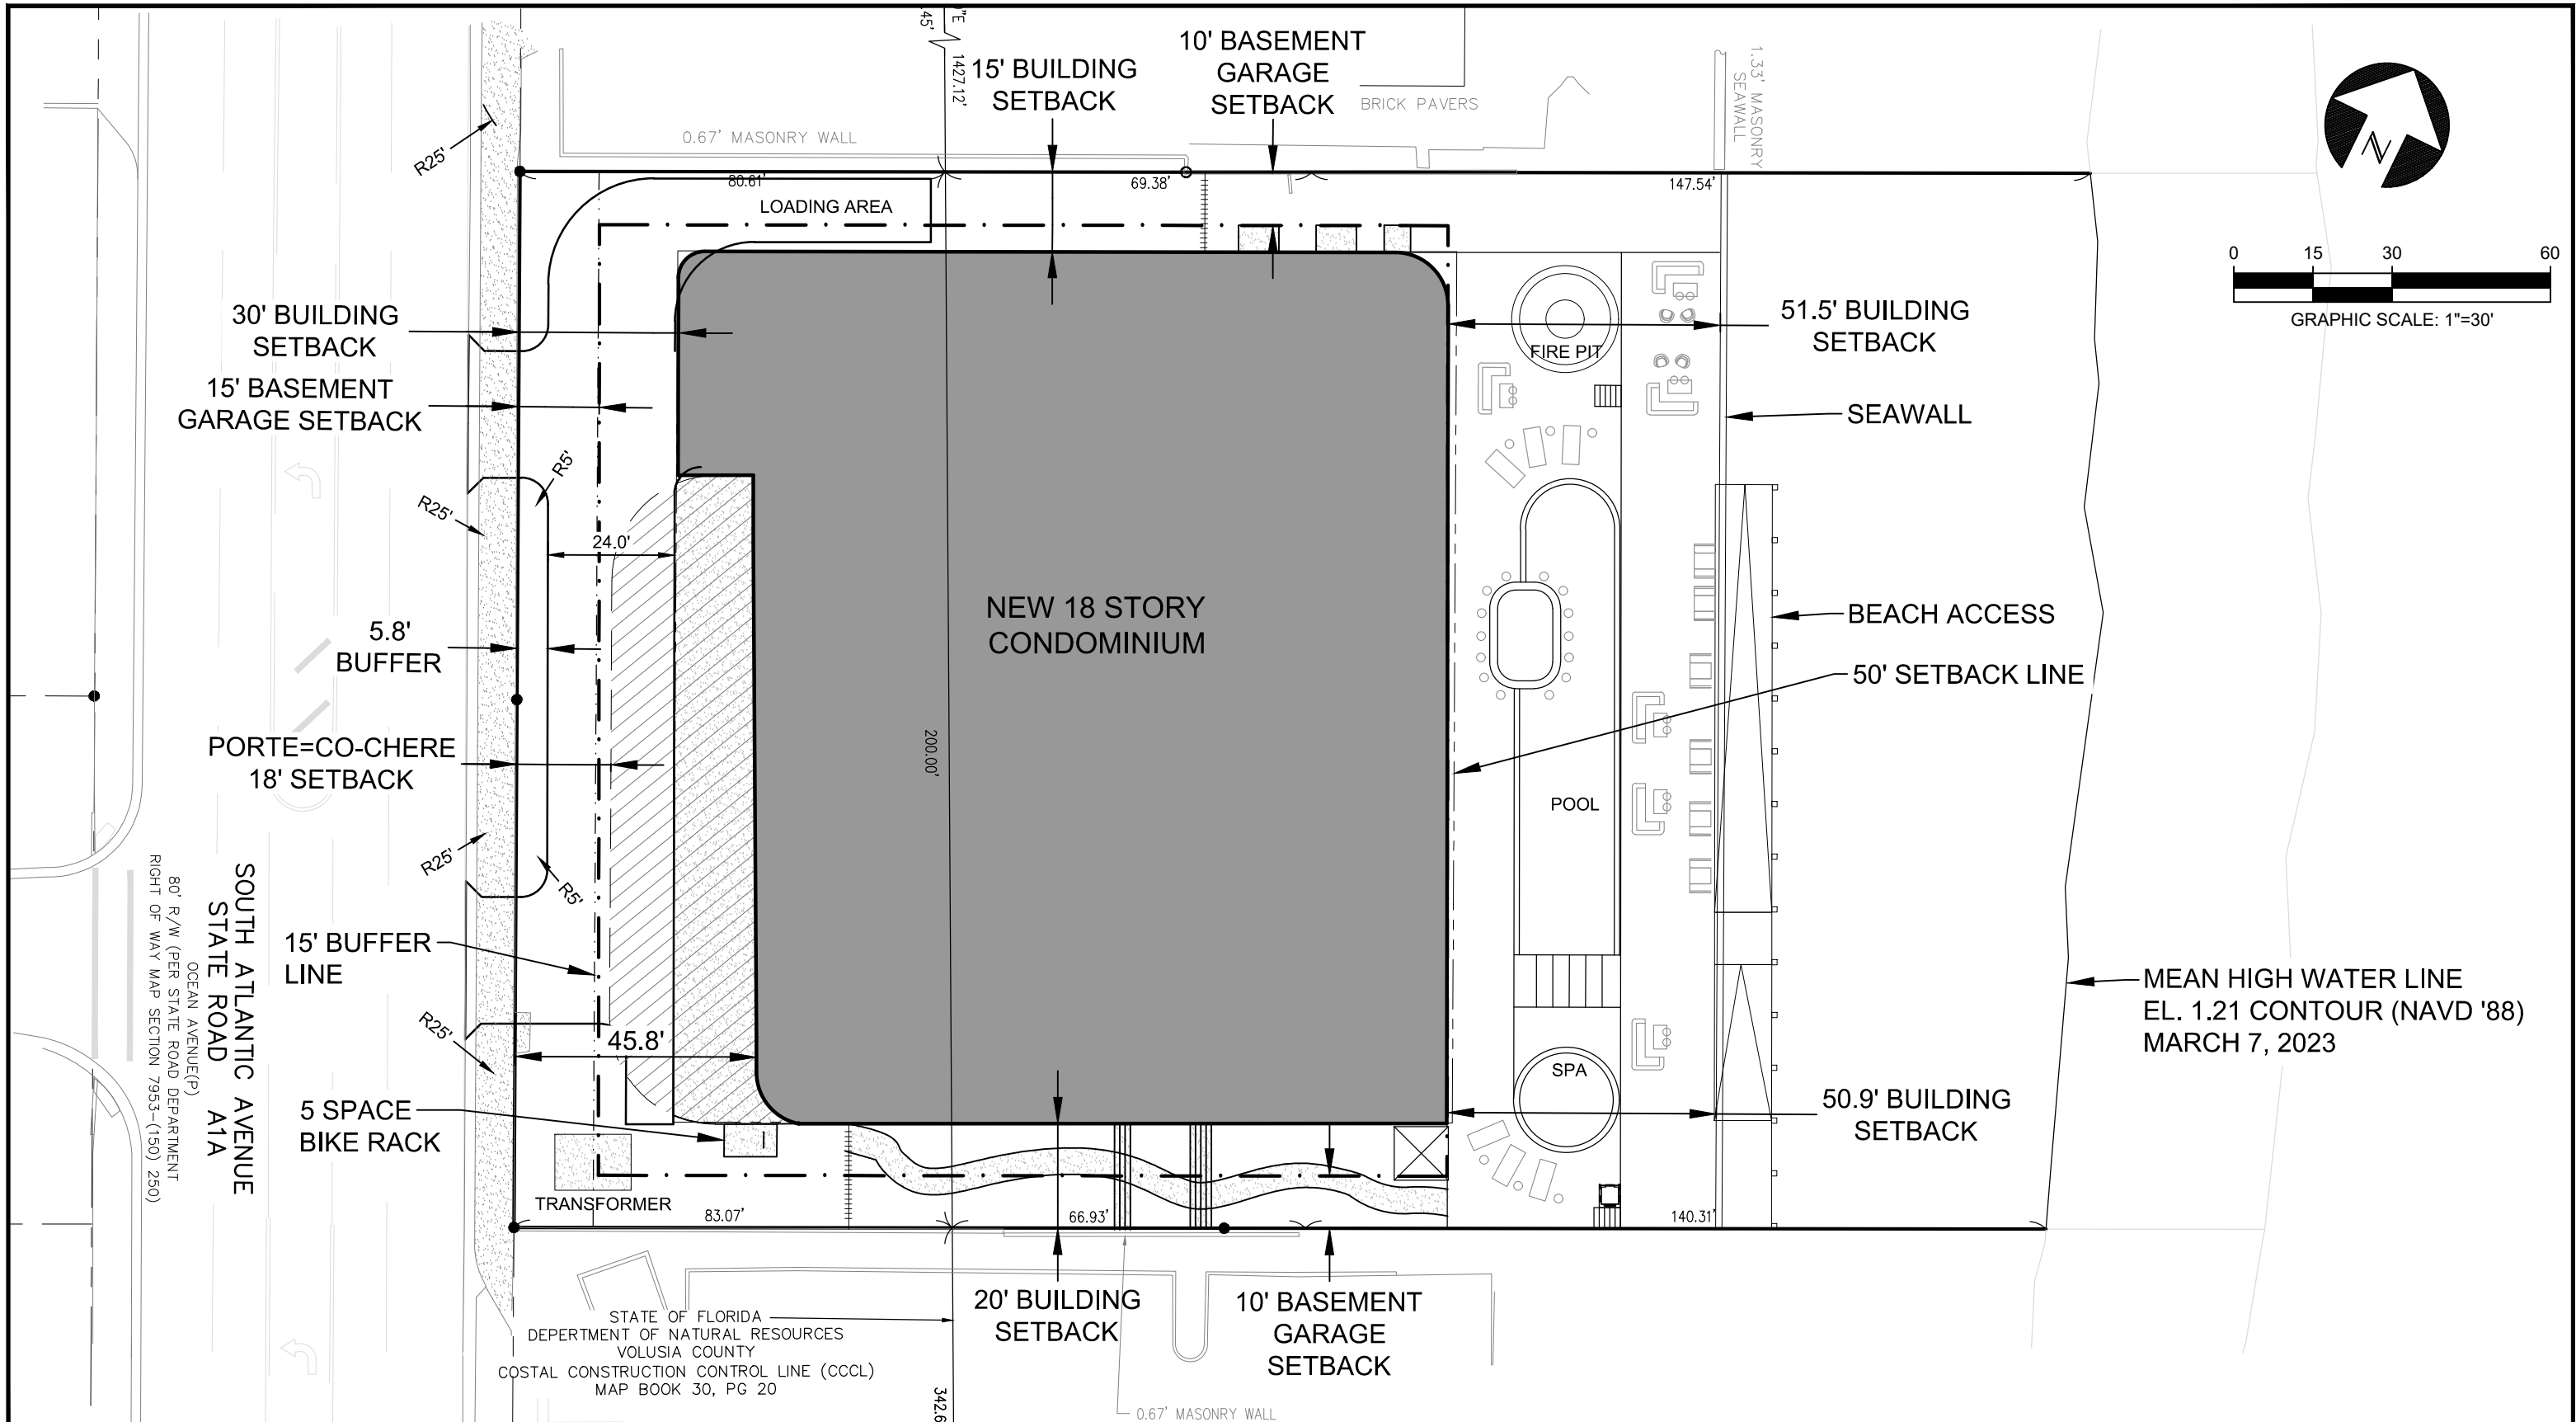 45'
"E
1427.12'
15' BUILDING
SETBACK
10' BASEMENT
GARAGE
SETBACK
BRICK PAVERS
1.33' MASONRY
SEAWALL
N
0.67' MASONRY WALL
R25'
80.61'
69.38'
147.54'
LOADING AREA
0 15 30 60
GRAPHIC SCALE: 1"=30'
30' BUILDING
SETBACK
15' BASEMENT
GARAGE SETBACK
51.5' BUILDING
SETBACK
FIRE PIT
SEAWALL
R5'
R25'
24.0'
NEW 18 STORY
CONDOMINIUM
5.8'
BUFFER
BEACH ACCESS
50' SETBACK LINE
PORTE=CO-CHERE
18' SETBACK
200.00'
POOL
R25'
R5'
SOUTH ATLANTIC AVENUE
STATE ROAD A1A
OCEAN AVENUE(P)
80' R/W (PER STATE ROAD DEPARTMENT
RIGHT OF WAY MAP SECTION 7953-(150) 250)
15' BUFFER
LINE
MEAN HIGH WATER LINE
EL. 1.21 CONTOUR (NAVD '88)
MARCH 7, 2023
R25'
45.8'
SPA
5 SPACE
BIKE RACK
50.9' BUILDING
SETBACK
TRANSFORMER
83.07'
66.93'
140.31'
20' BUILDING
SETBACK
10' BASEMENT
GARAGE
SETBACK
STATE OF FLORIDA
DEPERTMENT OF NATURAL RESOURCES
VOLUSIA COUNTY
COSTAL CONSTRUCTION CONTROL LINE (CCCL)
MAP BOOK 30, PG 20
342.6
0.67' MASONRY WALL